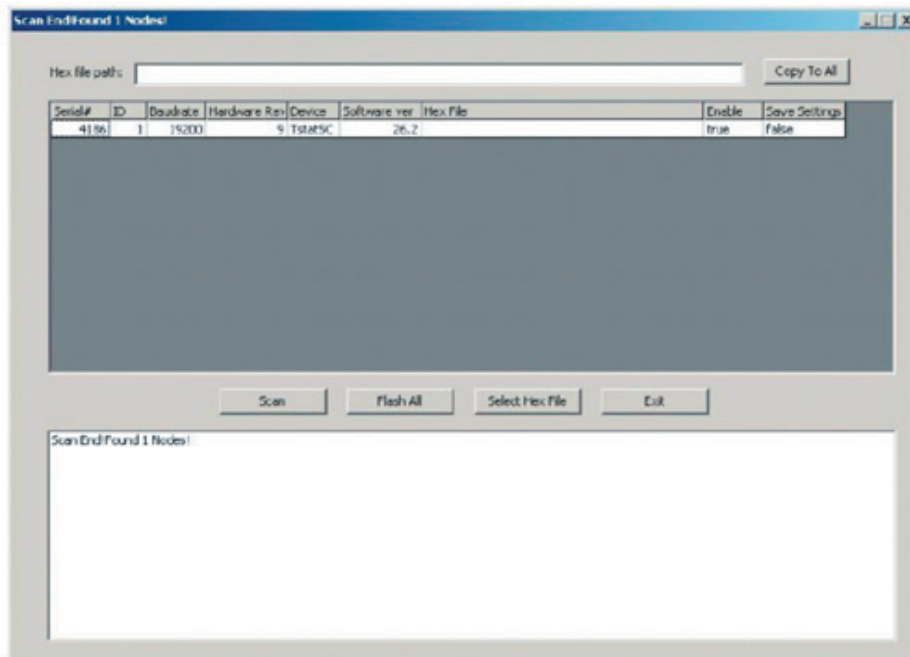 Scan End!Found 1 Nodes!
Hex file path:
Copy To All
Serial# ID Baudrate Hardware Rev Device Software ver Hex File Enable Save Settings
4186 1 19200 9 Tstat5C 26.2 true False
Scan Flash All Select Hex File Exit
Scan End!Found 1 Nodes!